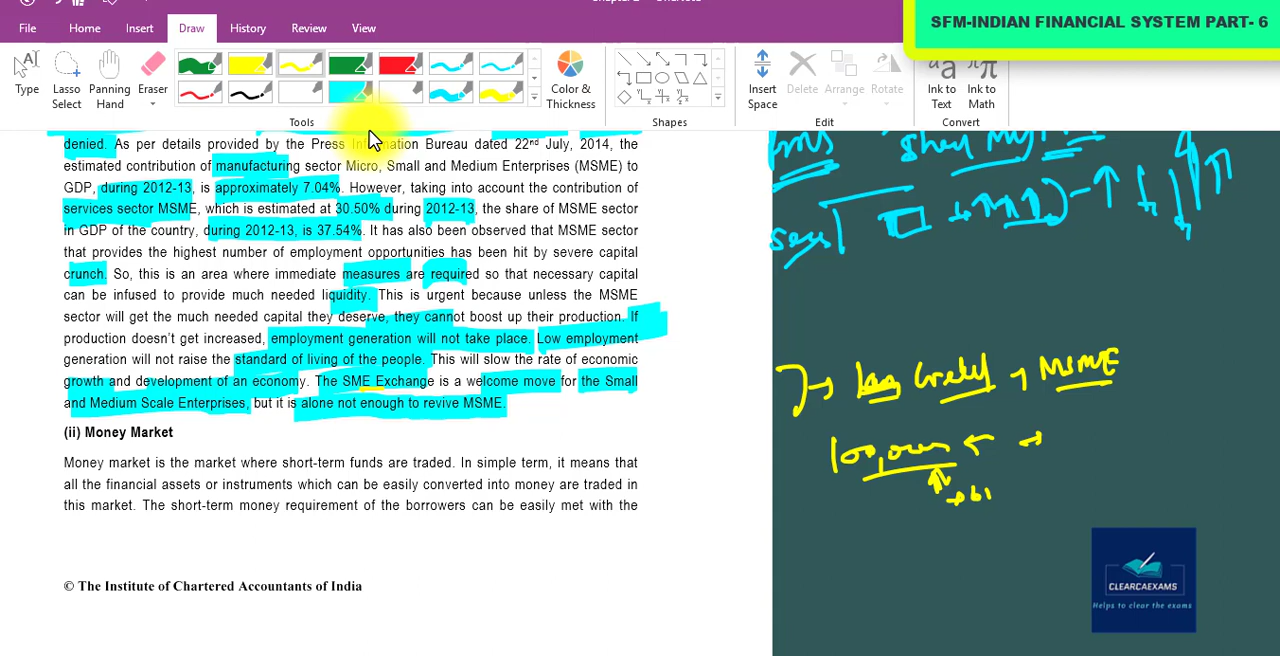 SFM-INDIAN FINANCIAL SYSTEM PART- 6
File Home Insert Draw History Review View
Type Lasso Select Panning Hand Eraser Color & Thickness Insert Space Delete Arrange Rotate Ink to Text Ink to Math
Tools Shapes Edit Convert
denied. As per details provided by the Press Information Bureau dated 22nd July, 2014, the
estimated contribution of manufacturing sector Micro, Small and Medium Enterprises (MSME) to
GDP, during 2012-13, is approximately 7.04%. However, taking into account the contribution of
services sector MSME, which is estimated at 30.50% during 2012-13, the share of MSME sector
in GDP of the country, during 2012-13, is 37.54%. It has also been observed that MSME sector
that provides the highest number of employment opportunities has been hit by severe capital
crunch. So, this is an area where immediate measures are required so that necessary capital
can be infused to provide much needed liquidity. This is urgent because unless the MSME
sector will get the much needed capital they deserve, they cannot boost up their production. If
production doesn't get increased, employment generation will not take place. Low employment
generation will not raise the standard of living of the people. This will slow the rate of economic
growth and development of an economy. The SME Exchange is a welcome move for the Small
and Medium Scale Enterprises, but it is alone not enough to revive MSME.
(ii) Money Market
Money market is the market where short-term funds are traded. In simple term, it means that
all the financial assets or instruments which can be easily converted into money are traded in
this market. The short-term money requirement of the borrowers can be easily met with the
© The Institute of Chartered Accountants of India
MSME
CLEARCAEXAMS
Helps to clear the exams